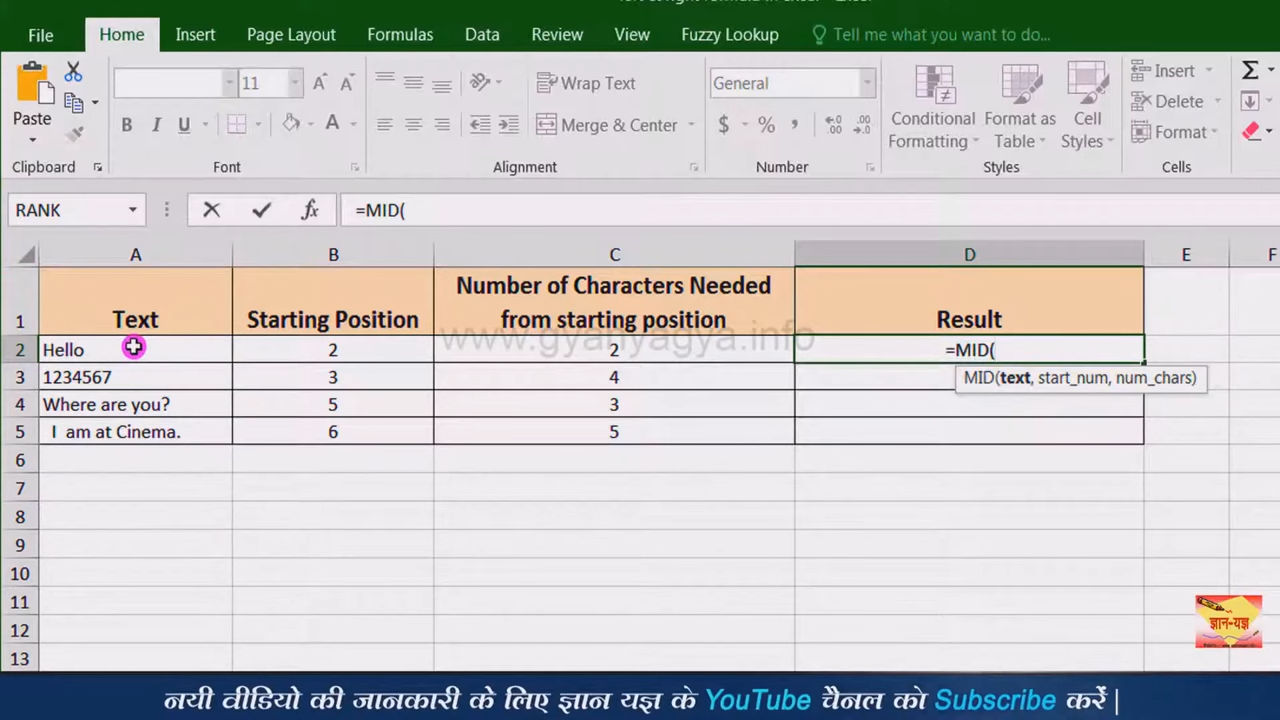 File Home Insert Page Layout Formulas Data Review View Fuzzy Lookup Tell me what you want to do...
Paste
11
Wrap Text
Merge & Center
General
$ % ,
Conditional Formatting
Format as Table
Cell Styles
Insert
Delete
Format
Clipboard Font Alignment Number Styles Cells
RANK fx =MID(
A B C D E F
1 Text Starting Position Number of Characters Needed from starting position Result
2 Hello 2 2 =MID(
MID(text, start_num, num_chars)
3 1234567 3 4
4 Where are you? 5 3
5 I am at Cinema. 6 5
6
7
8
9
10
11
12
13
www.gyanyagya.info
ज्ञान-यज्ञ
नयी वीडियो की जानकारी के लिए ज्ञान यज्ञ के YouTube चैनल को Subscribe करें |